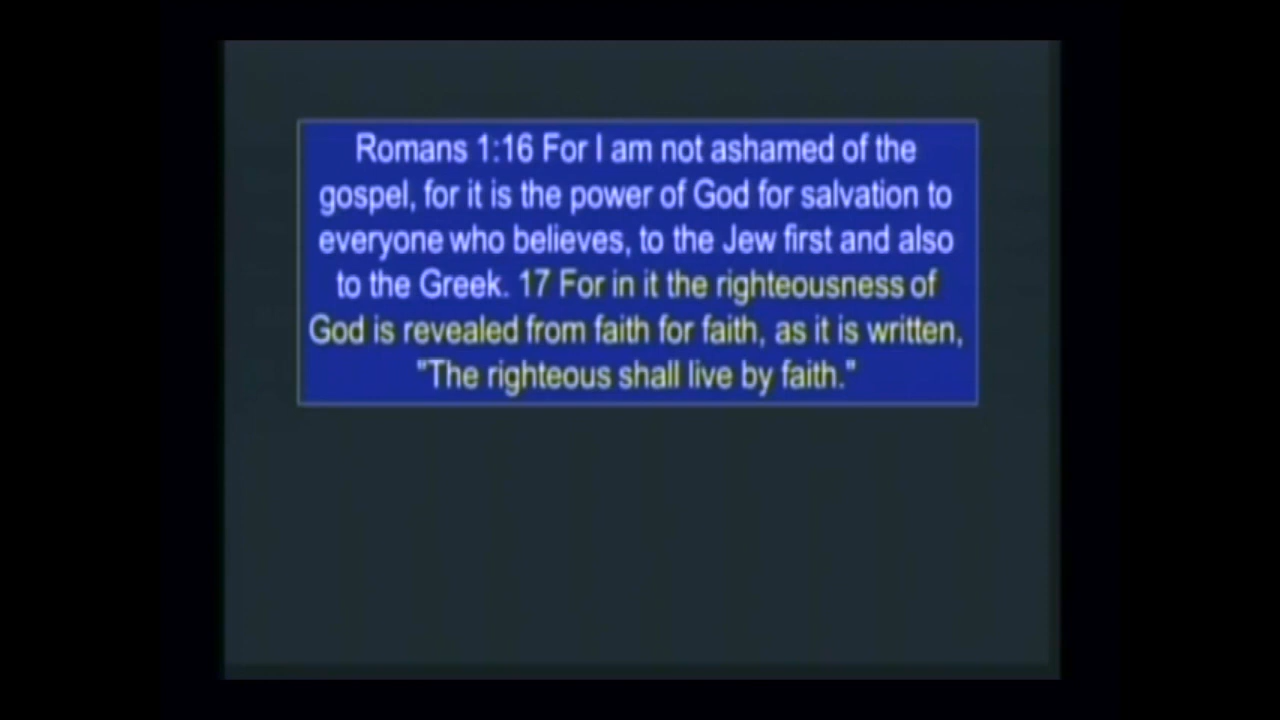 Romans 1:16 For I am not ashamed of the
gospel, for it is the power of God for salvation to
everyone who believes, to the Jew first and also
to the Greek. 17 For in it the righteousness of
God is revealed from faith for faith, as it is written,
"The righteous shall live by faith."